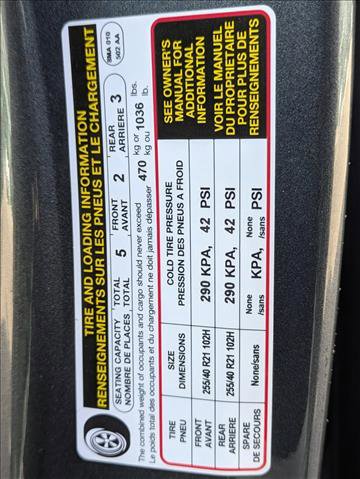 TIRE AND LOADING INFORMATION
RENSEIGNEMENTS SUR LES PNEUS ET LE CHARGEMENT
BMA 010
502 AA
SEATING CAPACITY TOTAL 5 FRONT 2 REAR 3
NOMBRE DE PLACES TOTAL AVANT ARRIERE
The combined weight of occupants and cargo should never exceed 470 kg or 1036 lbs.
Le poids total des occupants et du chargement ne doit jamais dépasser kg ou lb.
TIRE SIZE COLD TIRE PRESSURE
PNEU DIMENSIONS PRESSION DES PNEUS A FROID
FRONT 255/40 R21 102H 290 KPA, 42 PSI
AVANT
REAR 255/40 R21 102H 290 KPA, 42 PSI
ARRIERE
SPARE None/sans None KPA, None PSI
DE SECOURS /sans /sans
SEE OWNER'S
MANUAL FOR
ADDITIONAL
INFORMATION
VOIR LE MANUEL
DU PROPRIETAIRE
POUR PLUS DE
RENSEIGNEMENTS